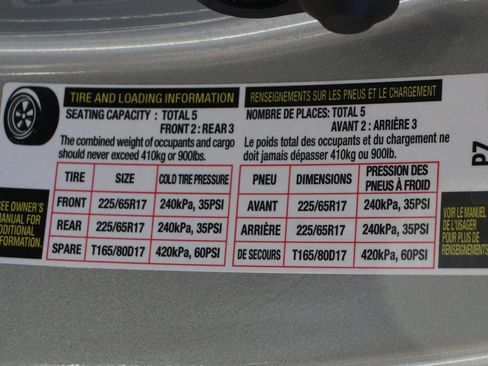 TIRE AND LOADING INFORMATION
SEATING CAPACITY : TOTAL 5
FRONT 2 : REAR 3
The combined weight of occupants and cargo
should never exceed 410kg or 900lbs.
TIRE SIZE COLD TIRE PRESSURE
FRONT 225/65R17 240kPa, 35PSI
REAR 225/65R17 240kPa, 35PSI
SPARE T165/80D17 420kPa, 60PSI
RENSEIGNEMENTS SUR LES PNEUS ET LE CHARGEMENT
NOMBRE DE PLACES: TOTAL 5
AVANT 2 : ARRIÈRE 3
Le poids total des occupants et du chargement ne
doit jamais dépasser 410kg ou 900lb.
PNEU DIMENSIONS PRESSION DES
PNEUS À FROID
AVANT 225/65R17 240kPa, 35PSI
ARRIÈRE 225/65R17 240kPa, 35PSI
DE SECOURS T165/80D17 420kPa, 60PSI
EE OWNER'S
MANUAL FOR
ADDITIONAL
NFORMATION.
VOIR LE MANUEL
DE L'USAGER
POUR PLUS DE
RENSEIGNEMENTS